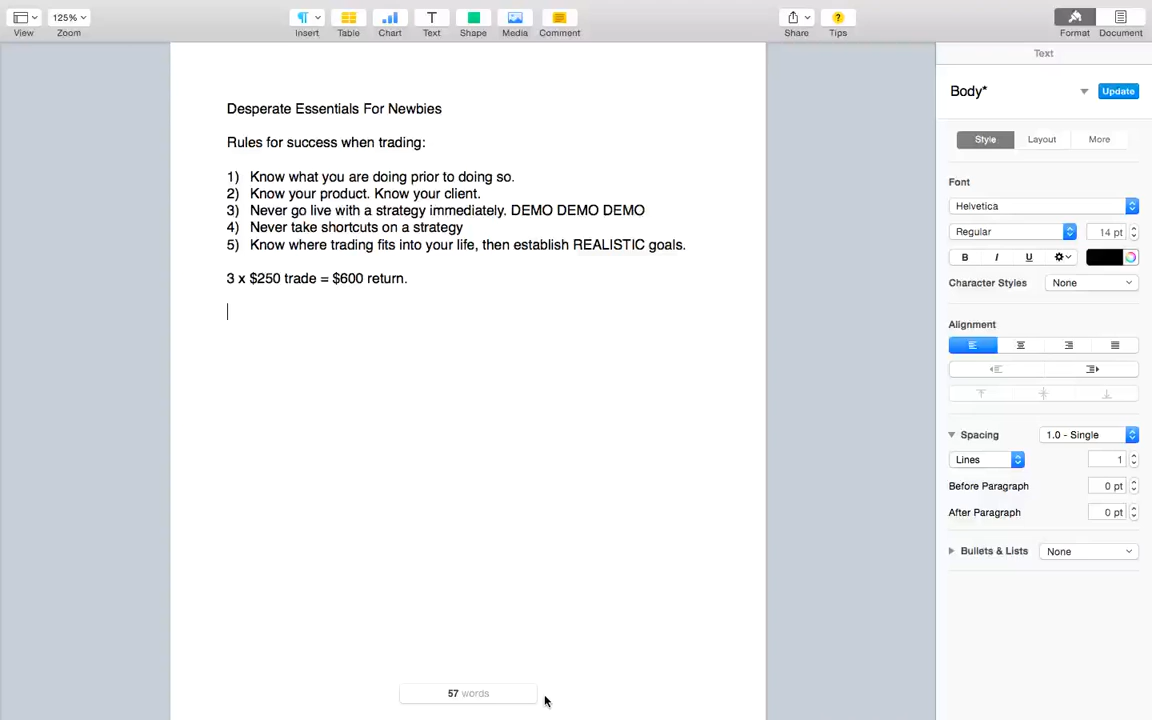 125%
View
Zoom
Insert
Table
Chart
Text
Shape
Media
Comment
Share
Tips
Format
Document
Text
Body*
Update
Style
Layout
More
Font
Helvetica
Regular
14 pt
B I U
Character Styles
None
Alignment
Spacing
1.0 - Single
Lines
1
Before Paragraph
0 pt
After Paragraph
0 pt
Bullets & Lists
None
Desperate Essentials For Newbies
Rules for success when trading:
1) Know what you are doing prior to doing so.
2) Know your product. Know your client.
3) Never go live with a strategy immediately. DEMO DEMO DEMO
4) Never take shortcuts on a strategy
5) Know where trading fits into your life, then establish REALISTIC goals.
3 x $250 trade = $600 return.
57 words